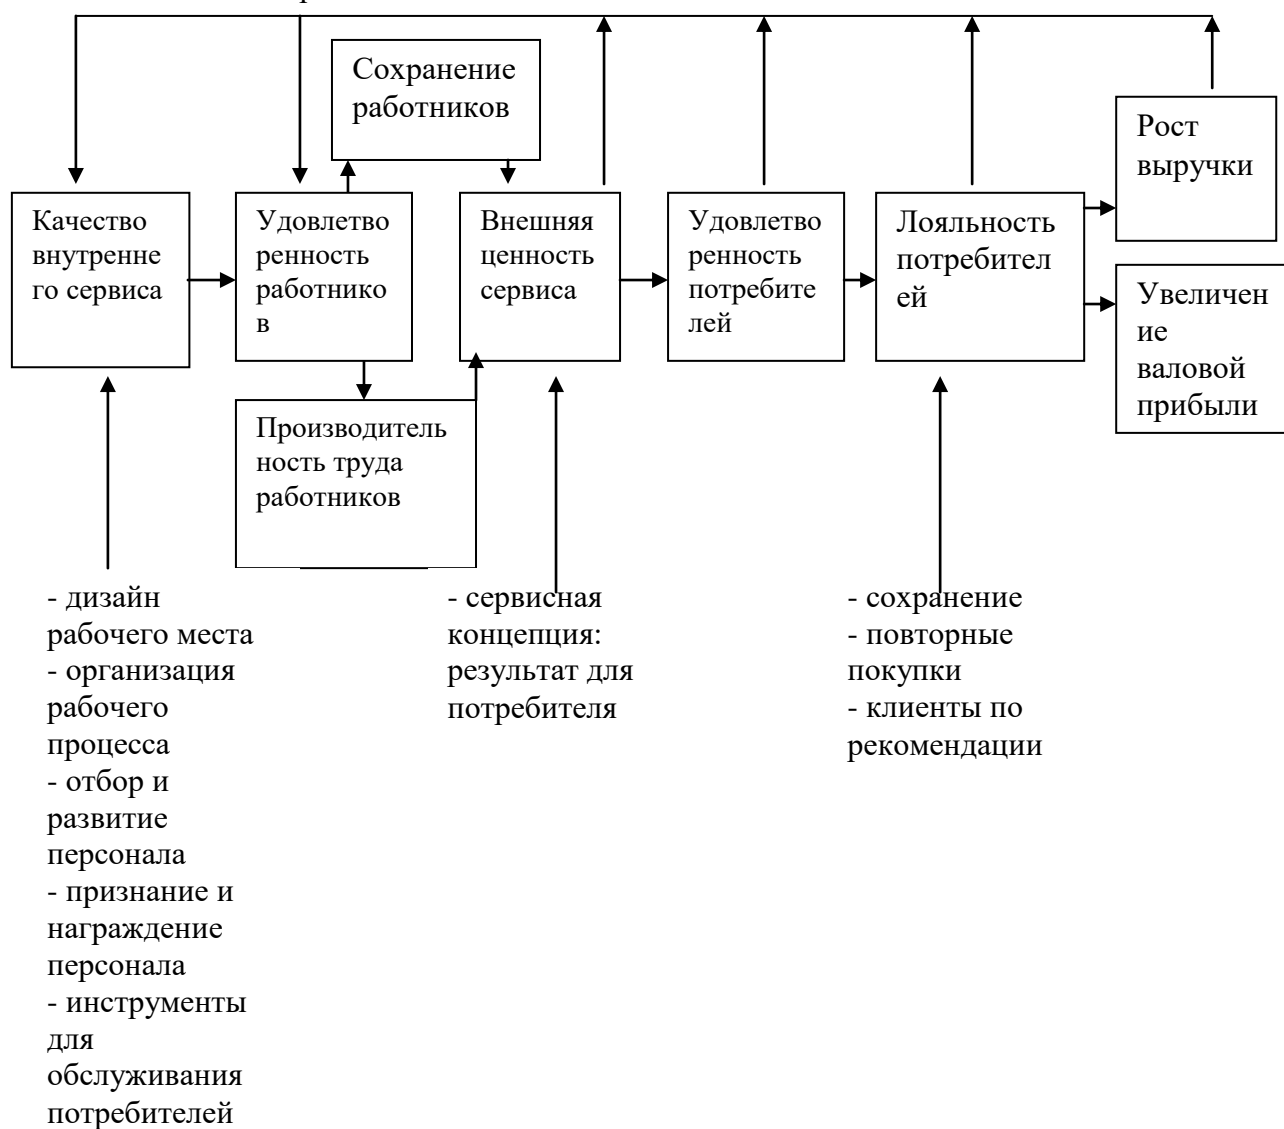 Сохранение
работников
Рост
выручки
Качество
внутренне
го сервиса
Удовлетво
ренность
работнико
в
Внешняя
ценность
сервиса
Удовлетво
ренность
потребите
лей
Лояльность
потребител
ей
Увеличен
ие
валовой
прибыли
Производитель
ность труда
работников
- дизайн
рабочего места
- организация
рабочего
процесса
- отбор и
развитие
персонала
- признание и
награждение
персонала
- инструменты
для
обслуживания
потребителей
- сервисная
концепция:
результат для
потребителя
- сохранение
- повторные
покупки
- клиенты по
рекомендации